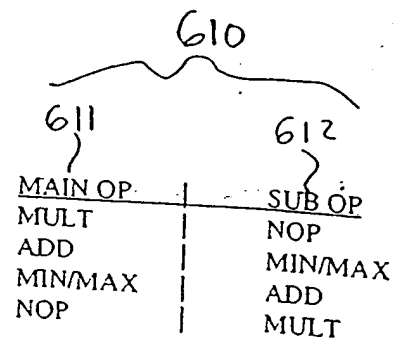 610
611 612
MAIN OP SUB OP
MULT NOP
ADD MIN/MAX
MIN/MAX ADD
NOP MULT